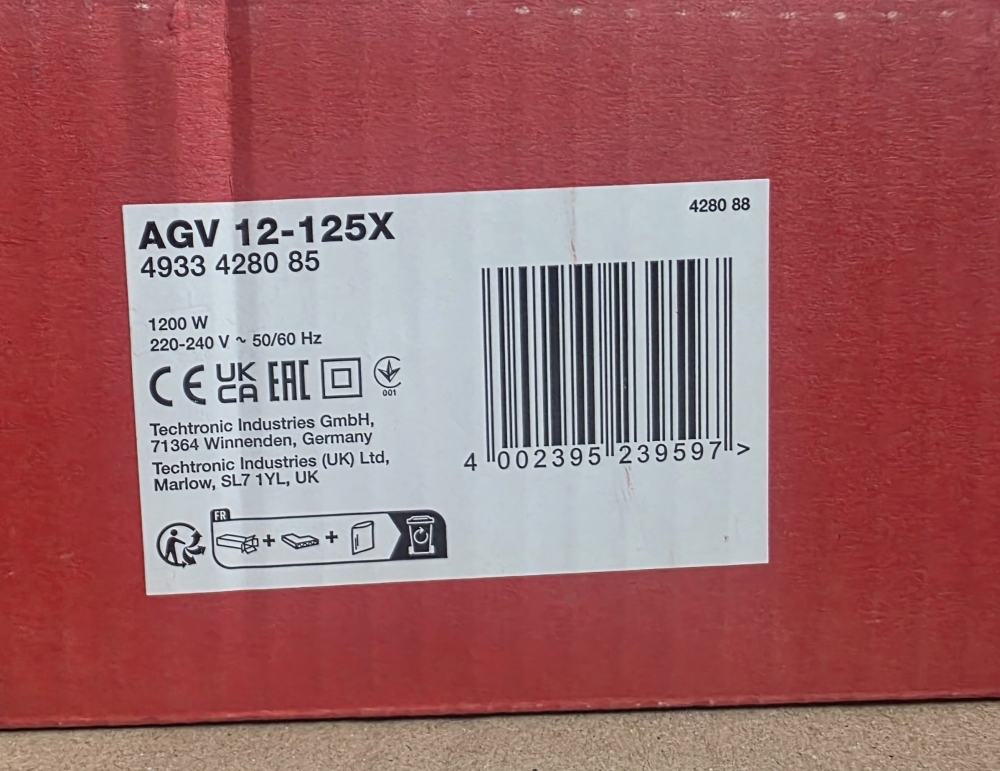 AGV 12-125X
4933 4280 85
4280 88
1200 W
220-240 V ~ 50/60 Hz
CE UK CA EAC 001
Techtronic Industries GmbH,
71364 Winnenden, Germany
Techtronic Industries (UK) Ltd,
Marlow, SL7 1YL, UK
4 002395 239597 >
FR